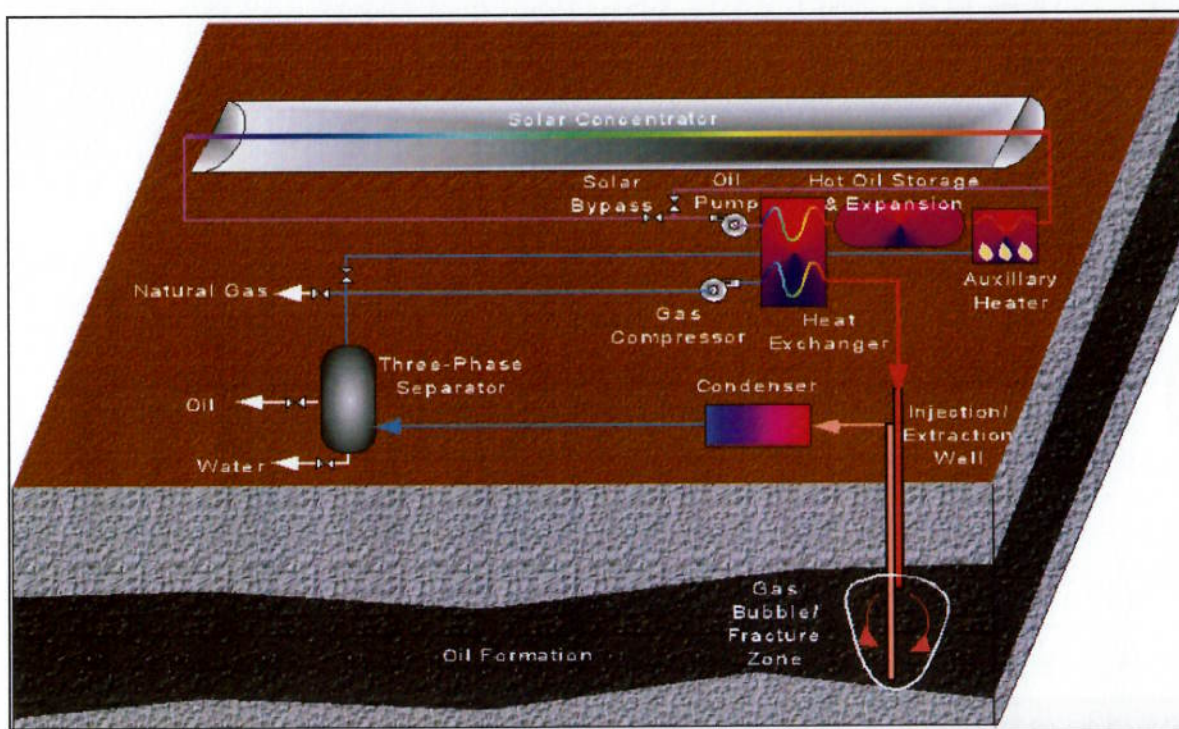 Solar Concentrator
Solar
Bypass
Oil
Pump
Hot Oil Storage
& Expansion
Auxillary
Heater
Natural Gas
Gas
Compressor
Heat
Exchanger
Three-Phase
Separator
Condenser
Oil
Injection/
Extraction
Well
Water
Gas
Bubble/
Fracture
Zone
Oil Formation